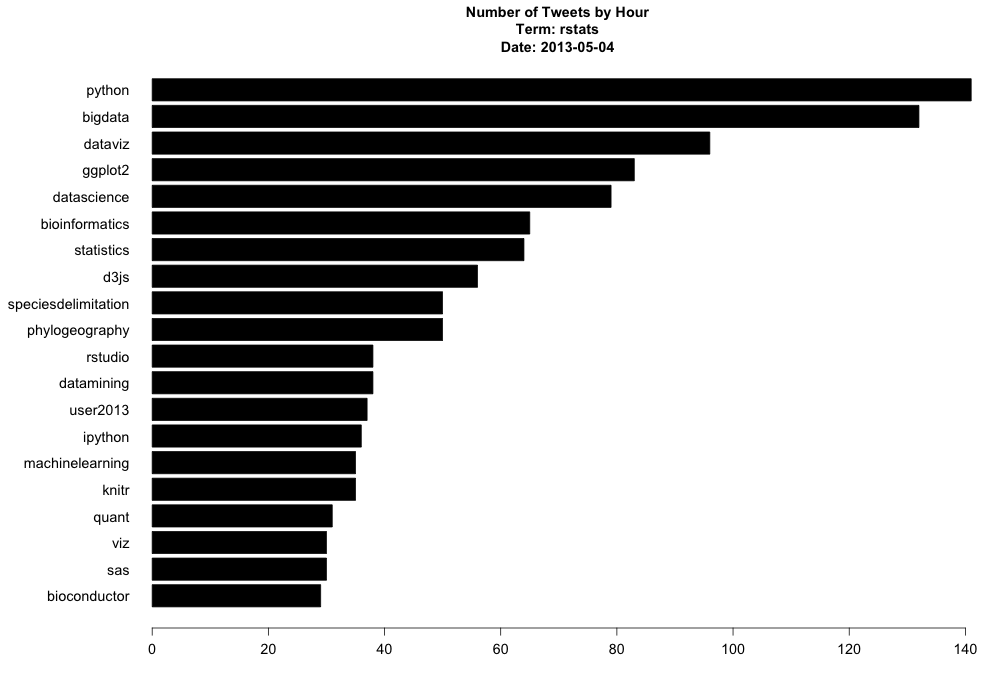 Number of Tweets by Hour
Term: rstats
Date: 2013-05-04
python
bigdata
dataviz
ggplot2
datascience
bioinformatics
statistics
d3js
speciesdelimitation
phylogeography
rstudio
datamining
user2013
ipython
machinelearning
knitr
quant
viz
sas
bioconductor
0 20 40 60 80 100 120 140